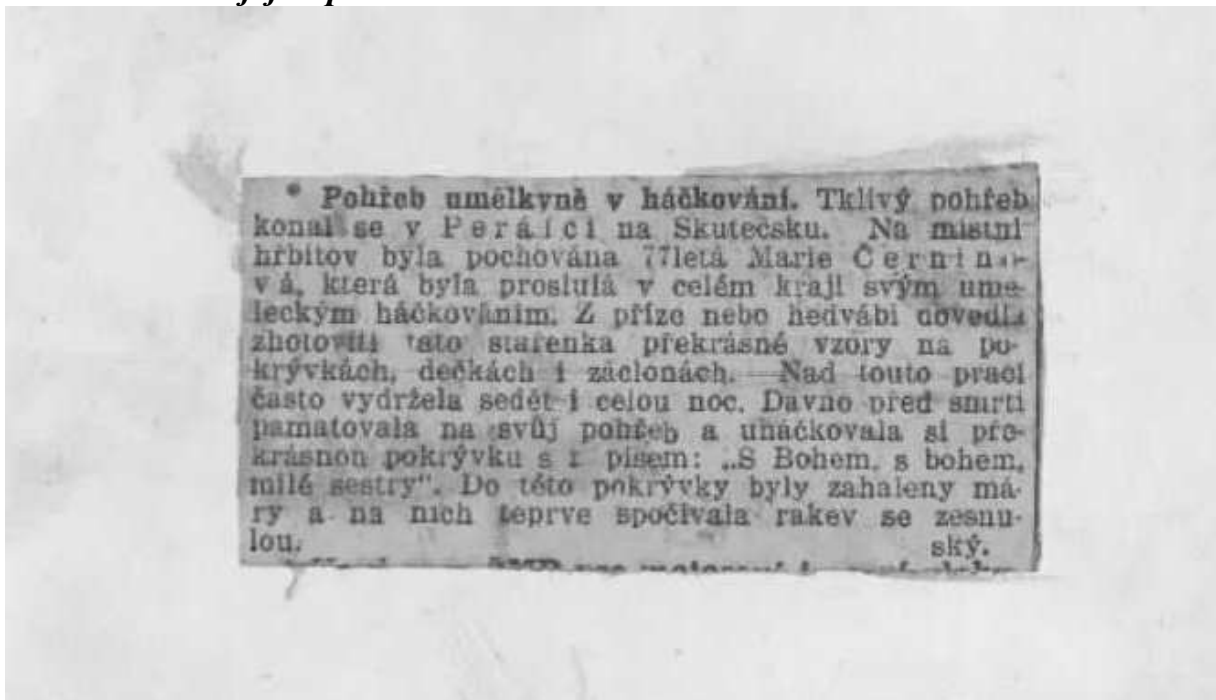 * Pohřeb umělkyně v háčkování. Tklivý pohřeb
konal se v Perálci na Skutečsku. Na místní
hřbitov byla pochována 77letá Marie Černin-
vá, která byla proslulá v celém kraji svým umě-
leckým háčkováním. Z příze nebo hedvábí dovedla
zhotoviti tato stařenka překrásné vzory na po-
krývkách, dečkách i záclonách. Nad touto prací
často vydržela sedět i celou noc. Dávno před smrtí
pamatovala na svůj pohřeb a uháčkovala si pře-
krásnou pokrývku s písem: „S Bohem, s bohem,
milé sestry". Do této pokrývky byly zahaleny má-
ry a na nich teprve spočívala rakev se zesnu-
lou. ský.